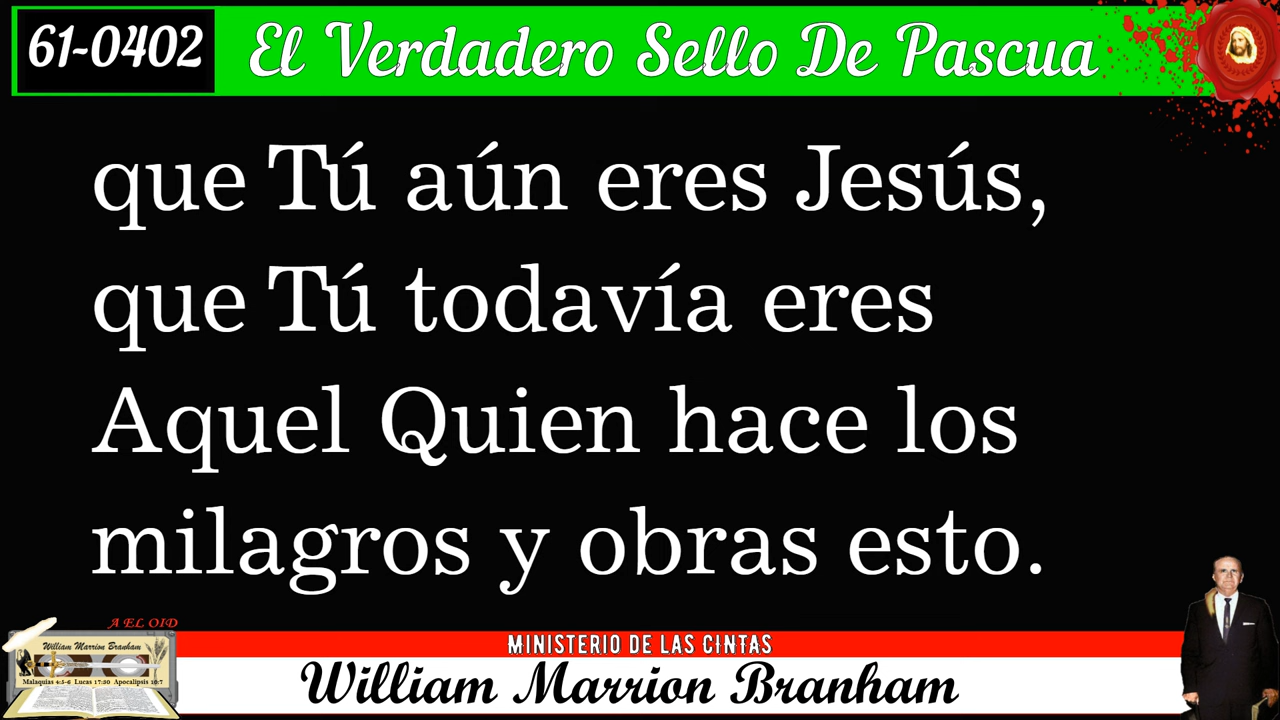 61-0402
El Verdadero Sello De Pascua
que Tú aún eres Jesús,
que Tú todavía eres
Aquel Quien hace los
milagros y obras esto.
A EL OID
William Marrion Branham
Malaquias 4:5-6 Lucas 17:30 Apocalipsis 10:7
MINISTERIO DE LAS CINTAS
William Marrion Branham